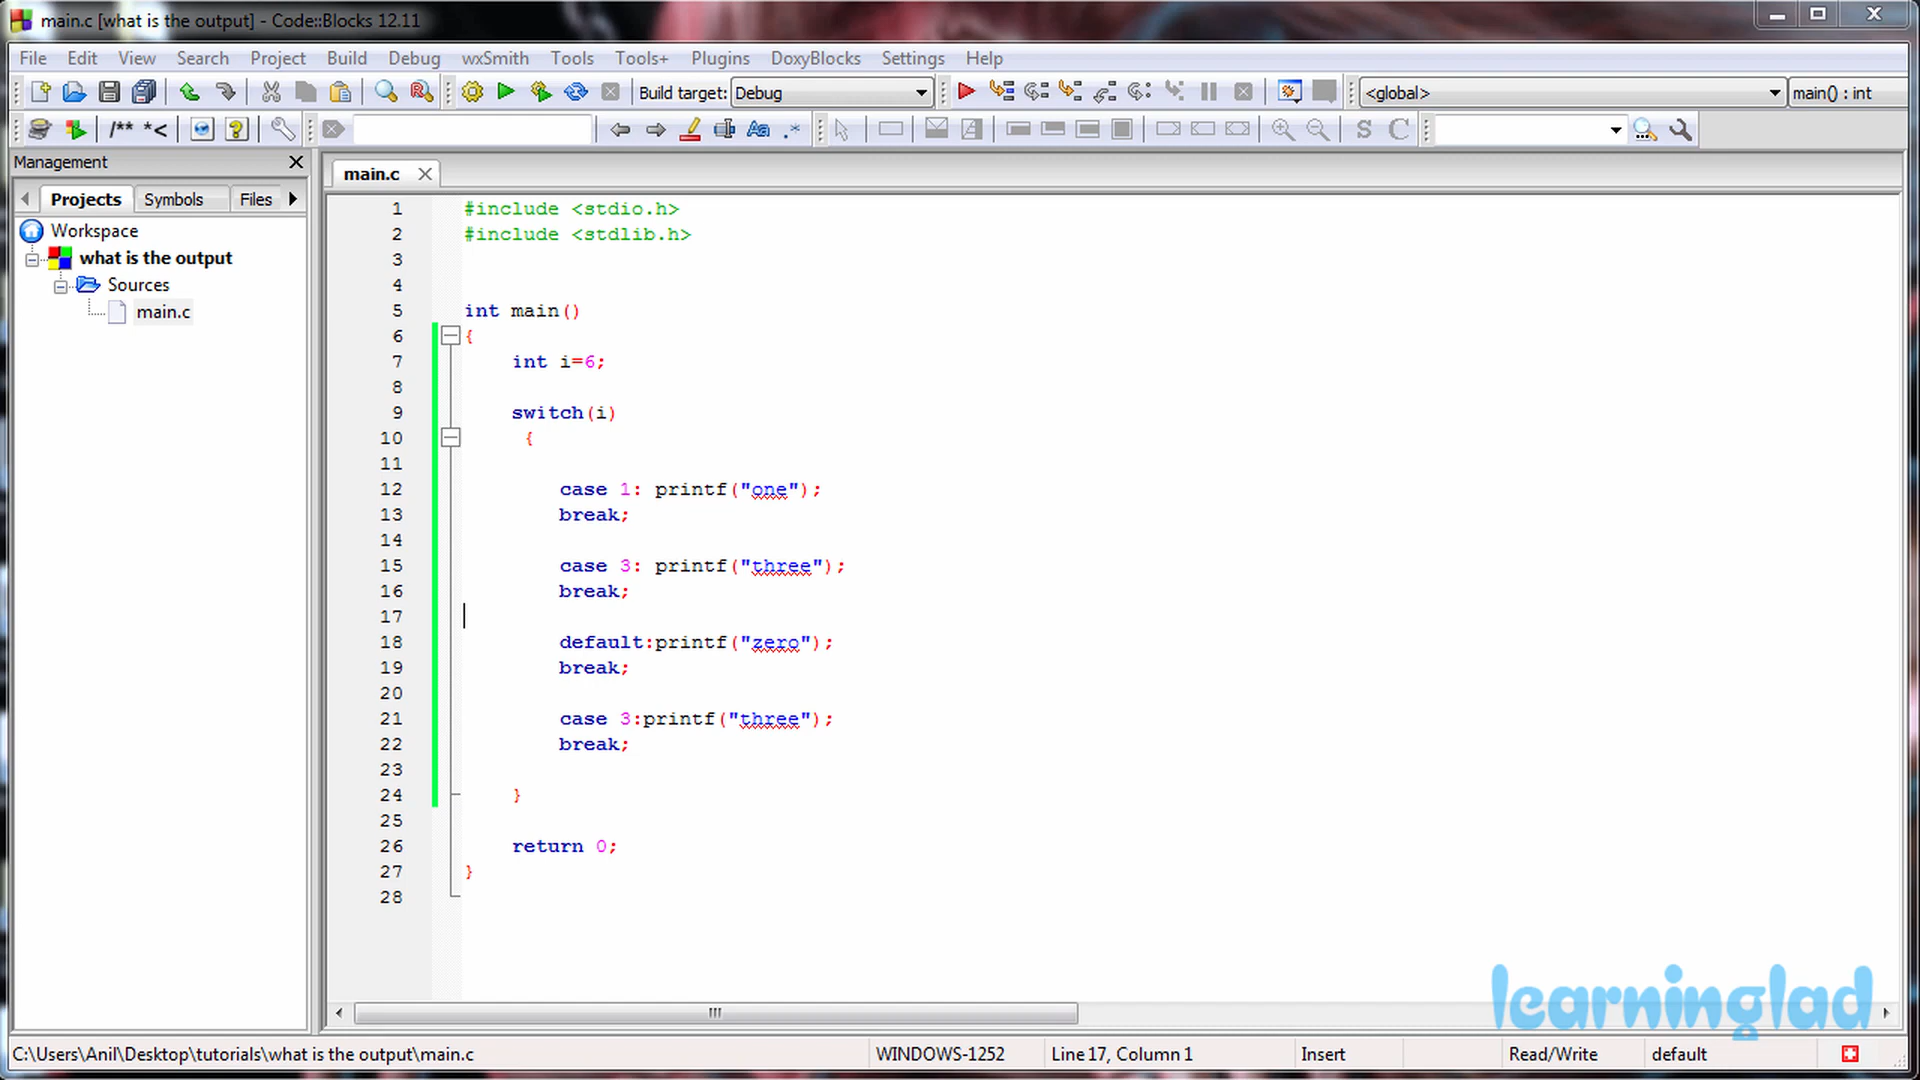 main.c [what is the output] - Code::Blocks 12.11
File Edit View Search Project Build Debug wxSmith Tools Tools+ Plugins DoxyBlocks Settings Help
Build target: Debug <global> main() : int
/** *<
Aa .* S C
Management
Projects Symbols Files
main.c
Workspace
what is the output
Sources
main.c
1 #include <stdio.h>
2 #include <stdlib.h>
3
4
5 int main()
6 {
7 int i=6;
8
9 switch(i)
10 {
11
12 case 1: printf("one");
13 break;
14
15 case 3: printf("three");
16 break;
17
18 default:printf("zero");
19 break;
20
21 case 3:printf("three");
22 break;
23
24 }
25
26 return 0;
27 }
28
learninglad
C:\Users\Anil\Desktop\tutorials\what is the output\main.c WINDOWS-1252 Line 17, Column 1 Insert Read/Write default